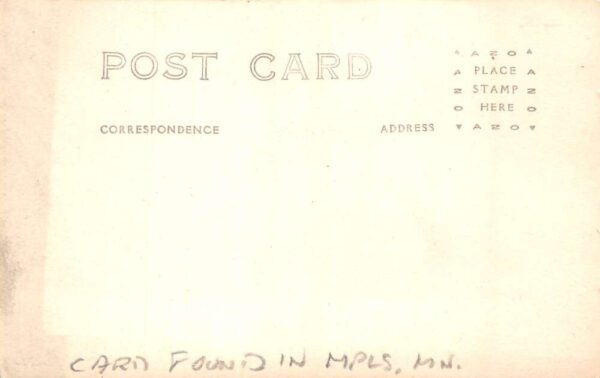 POST CARD
AZO
PLACE
STAMP
HERE
AZO
CORRESPONDENCE
ADDRESS
CARD FOUND IN MPLS, MN.